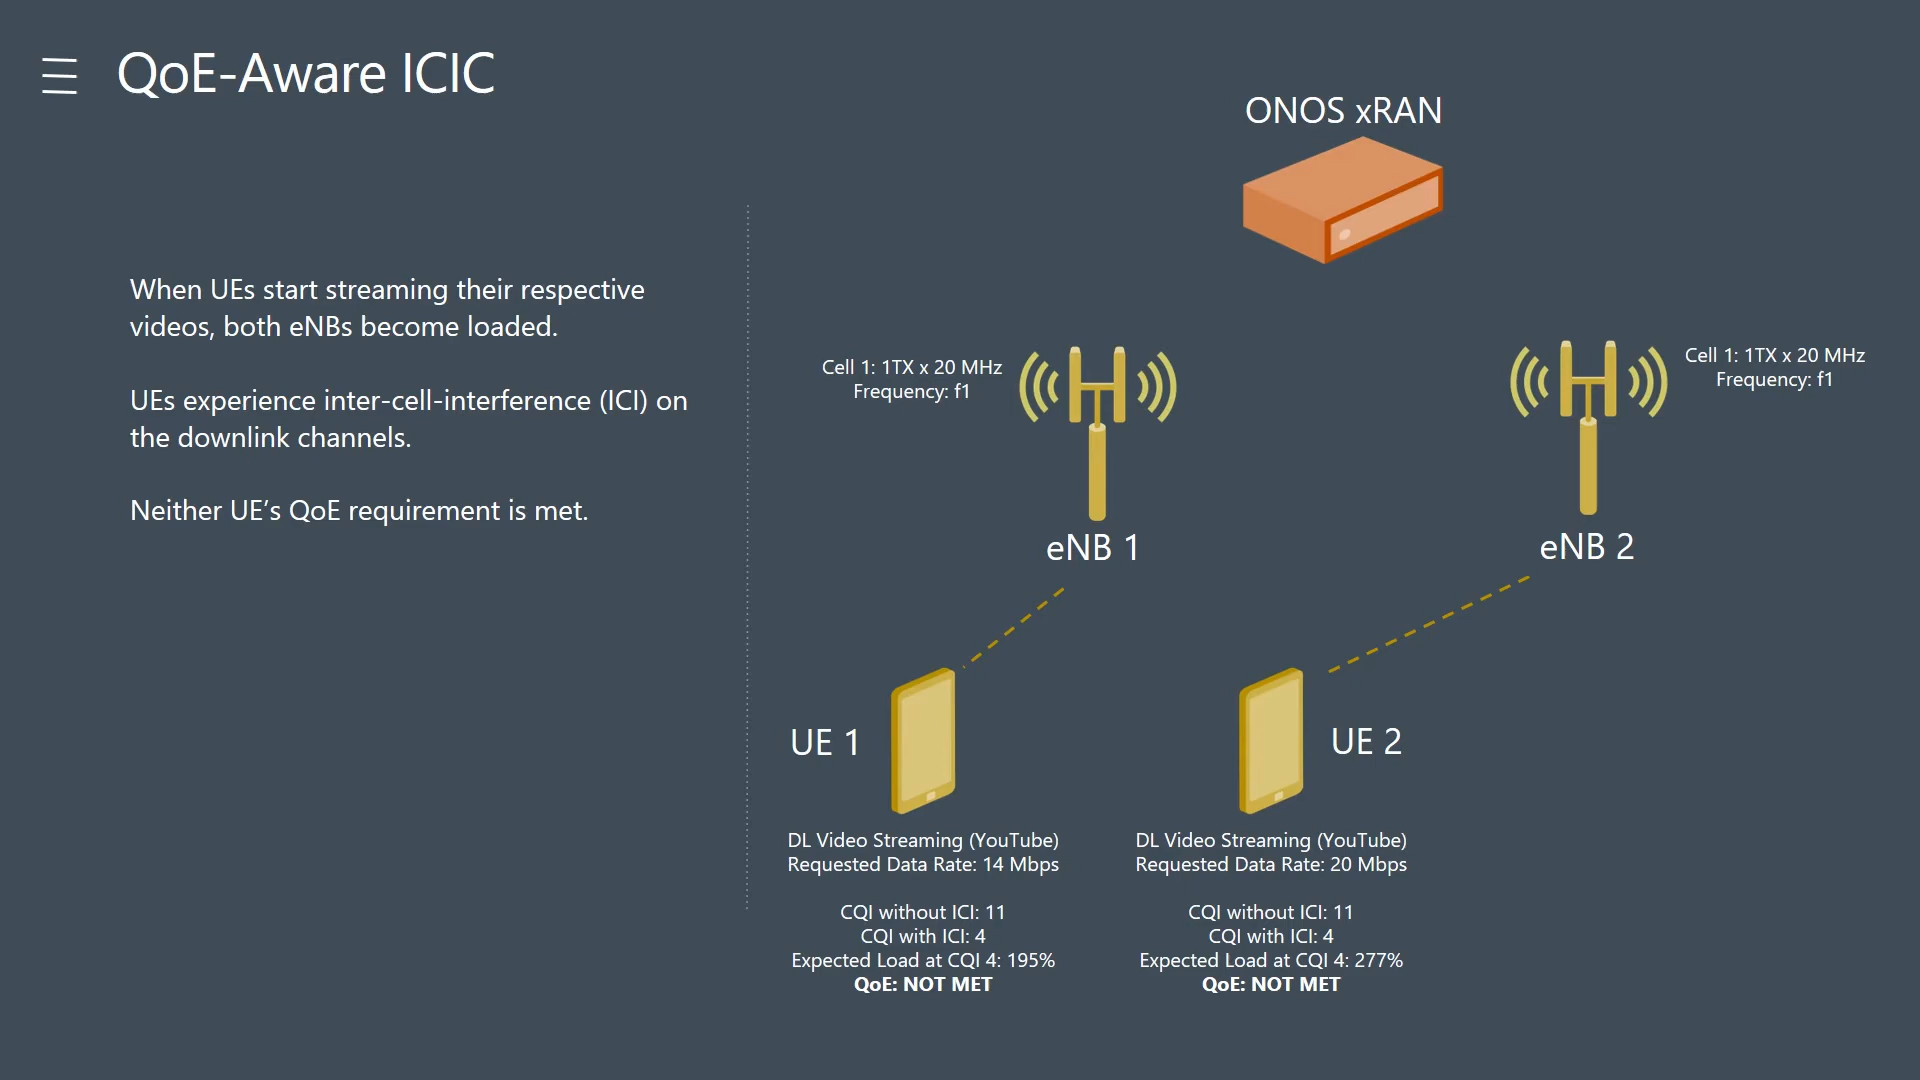 QoE-Aware ICIC
When UEs start streaming their respective
videos, both eNBs become loaded.
UEs experience inter-cell-interference (ICI) on
the downlink channels.
Neither UE’s QoE requirement is met.
ONOS xRAN
Cell 1: 1TX x 20 MHz
Frequency: f1
Cell 1: 1TX x 20 MHz
Frequency: f1
eNB 1
eNB 2
UE 1
UE 2
DL Video Streaming (YouTube)
Requested Data Rate: 14 Mbps
CQI without ICI: 11
CQI with ICI: 4
Expected Load at CQI 4: 195%
QoE: NOT MET
DL Video Streaming (YouTube)
Requested Data Rate: 20 Mbps
CQI without ICI: 11
CQI with ICI: 4
Expected Load at CQI 4: 277%
QoE: NOT MET